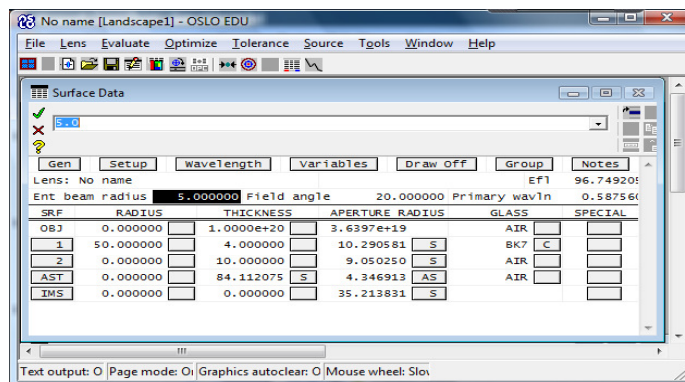 No name [Landscape1] - OSLO EDU
File Lens Evaluate Optimize Tolerance Source Tools Window Help
Surface Data
5.0
Gen Setup Wavelength Variables Draw Off Group Notes
Lens: No name Efl 96.749205
Ent beam radius 5.000000 Field angle 20.000000 Primary wavln 0.587560
SRF RADIUS THICKNESS APERTURE RADIUS GLASS SPECIAL
OBJ 0.000000 1.0000e+20 3.6397e+19 AIR
1 50.000000 4.000000 10.290581 S BK7 C
2 0.000000 10.000000 9.050250 S AIR
AST 0.000000 84.112075 S 4.346913 AS AIR
IMS 0.000000 0.000000 35.213831 S
Text output: O Page mode: O Graphics autoclear: O Mouse wheel: Slo